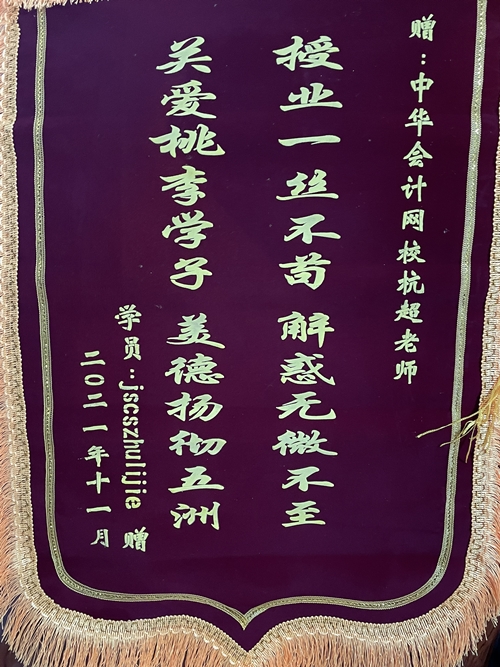 赠：中华会计网校杭超老师
授业一丝不苟 解惑无微不至
关爱桃李学子 美德扬彻五洲
学员：jscszhulijie 赠
二〇二一年十一月